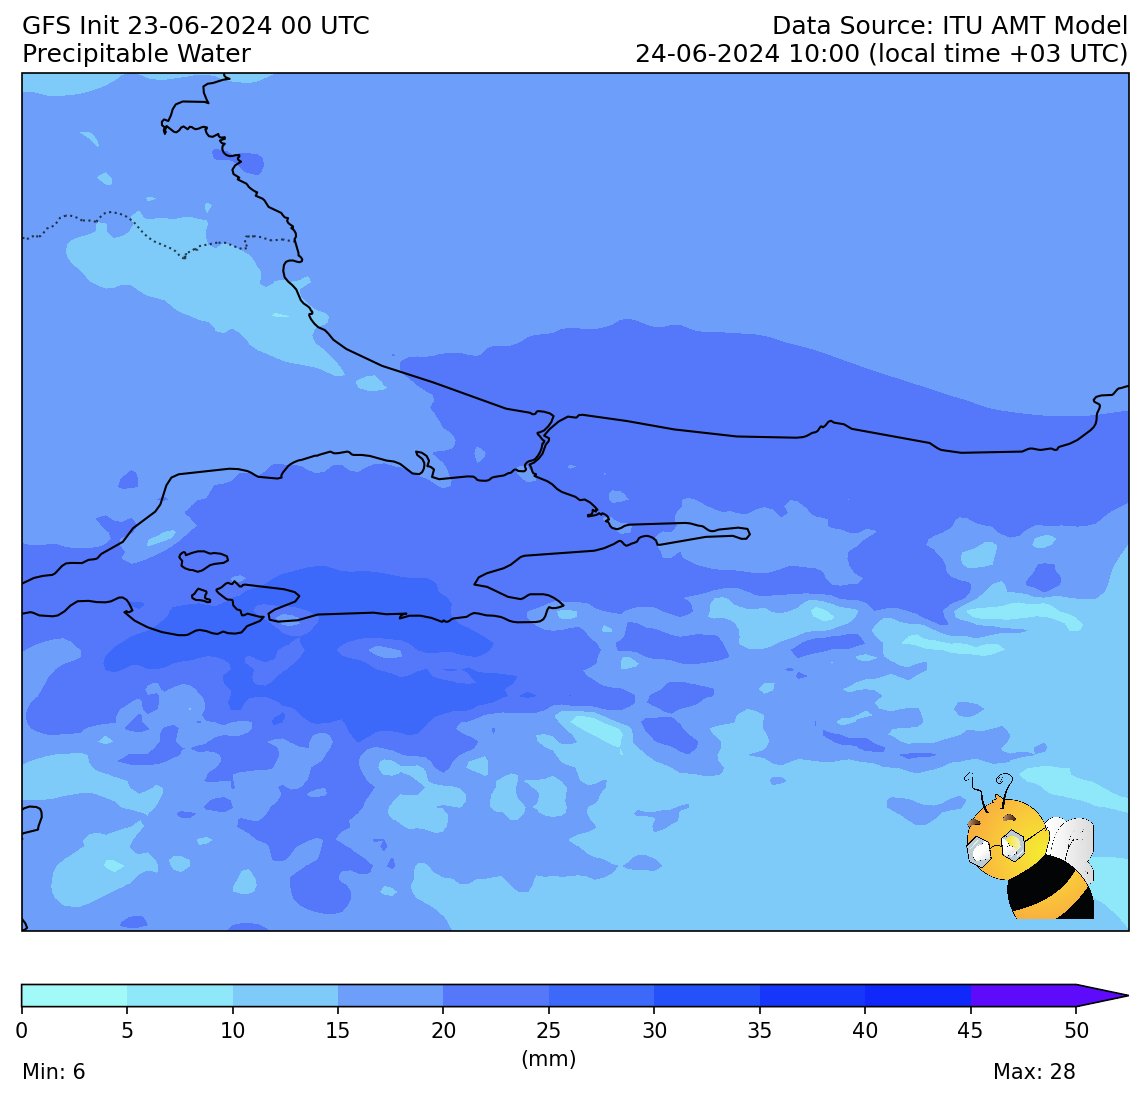 GFS Init 23-06-2024 00 UTC
Data Source: ITU AMT Model
Precipitable Water
24-06-2024 10:00 (local time +03 UTC)
0 5 10 15 20 25 30 35 40 45 50
(mm)
Min: 6
Max: 28